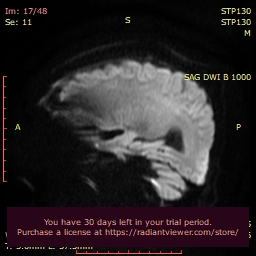 Im: 17/48
Se: 11
S
STP130
STP130
M
SAG DWI B 1000
A
P
You have 30 days left in your trial period.
Purchase a license at https://radiantviewer.com/store/